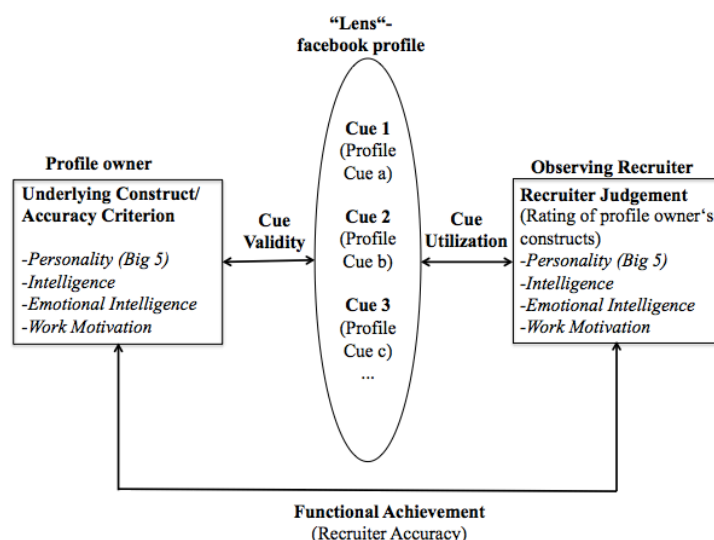 “Lens“-
facebook profile
Profile owner
Underlying Construct/
Accuracy Criterion
-Personality (Big 5)
-Intelligence
-Emotional Intelligence
-Work Motivation
Cue
Validity
Cue 1
(Profile
Cue a)
Cue 2
(Profile
Cue b)
Cue 3
(Profile
Cue c)
...
Cue
Utilization
Observing Recruiter
Recruiter Judgement
(Rating of profile owner‘s
constructs)
-Personality (Big 5)
-Intelligence
-Emotional Intelligence
-Work Motivation
Functional Achievement
(Recruiter Accuracy)